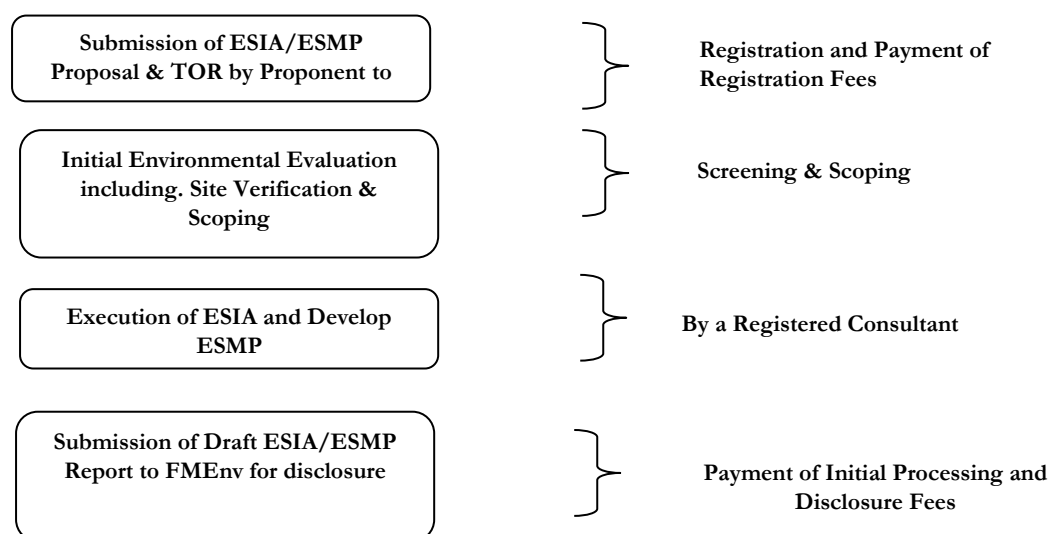 Submission of ESIA/ESMP
Proposal & TOR by Proponent to
Registration and Payment of
Registration Fees
Initial Environmental Evaluation
including. Site Verification &
Scoping
Screening & Scoping
Execution of ESIA and Develop
ESMP
By a Registered Consultant
Submission of Draft ESIA/ESMP
Report to FMEnv for disclosure
Payment of Initial Processing and
Disclosure Fees